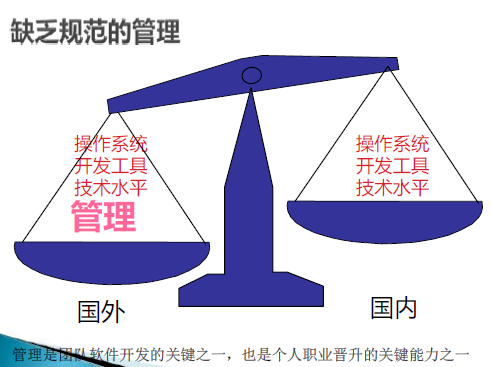 缺乏规范的管理
操作系统
开发工具
技术水平
管理
国外
操作系统
开发工具
技术水平
国内
管理是团队软件开发的关键之一，也是个人职业晋升的关键能力之一